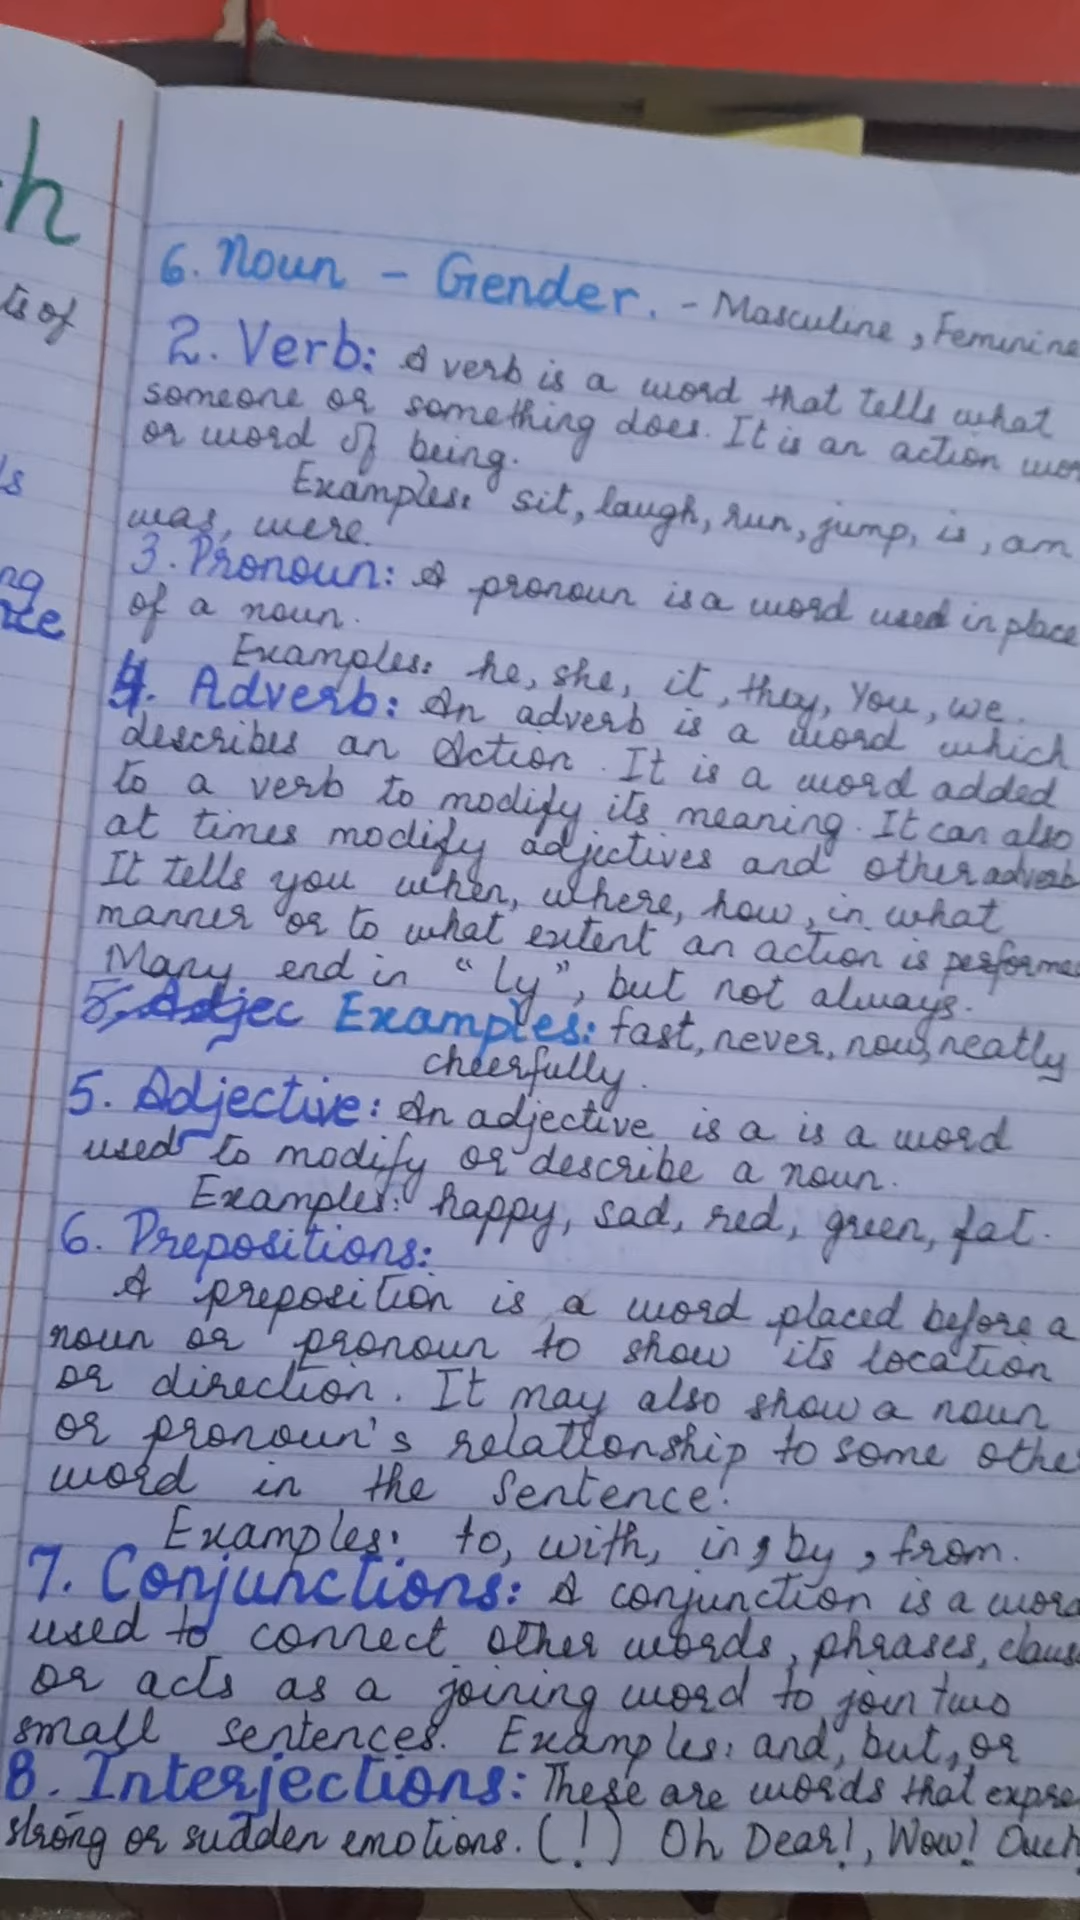 h
ts of
ls
ng
6. Noun - Gender. - Masculine, Feminine
2. Verb: A verb is a word that tells what
someone or something does. It is an action wor
or word of being.
Examples: sit, laugh, run, jump, is, am
was, were.
3. Pronoun: A pronoun is a word used in place
of a noun.
Examples: he, she, it, they, You, we.
4. Adverb: An adverb is a word which
describes an Action. It is a word added
to a verb to modify its meaning. It can also
at times modify adjectives and other adverb
It tells you when, where, how, in what
manner or to what extent an action is performe
Many end in "ly", but not always.
5. Adjec Examples: fast, never, now, neatly
cheerfully.
5. Adjective: An adjective is a is a word
used to modify or describe a noun.
Examples: happy, sad, red, green, fat.
6. Prepositions:
A preposition is a word placed before a
noun or pronoun to show its location
or direction. It may also show a noun
or pronoun's relationship to some othe
word in the Sentence.
Examples: to, with, in, by, from.
7. Conjunctions: A conjunction is a word
used to connect other words, phrases, claus
or acts as a joining word to join two
small sentences. Examples: and, but, or
8. Interjections: These are words that expre
strong or sudden emotions. (!) Oh Dear!, Wow! Ouch